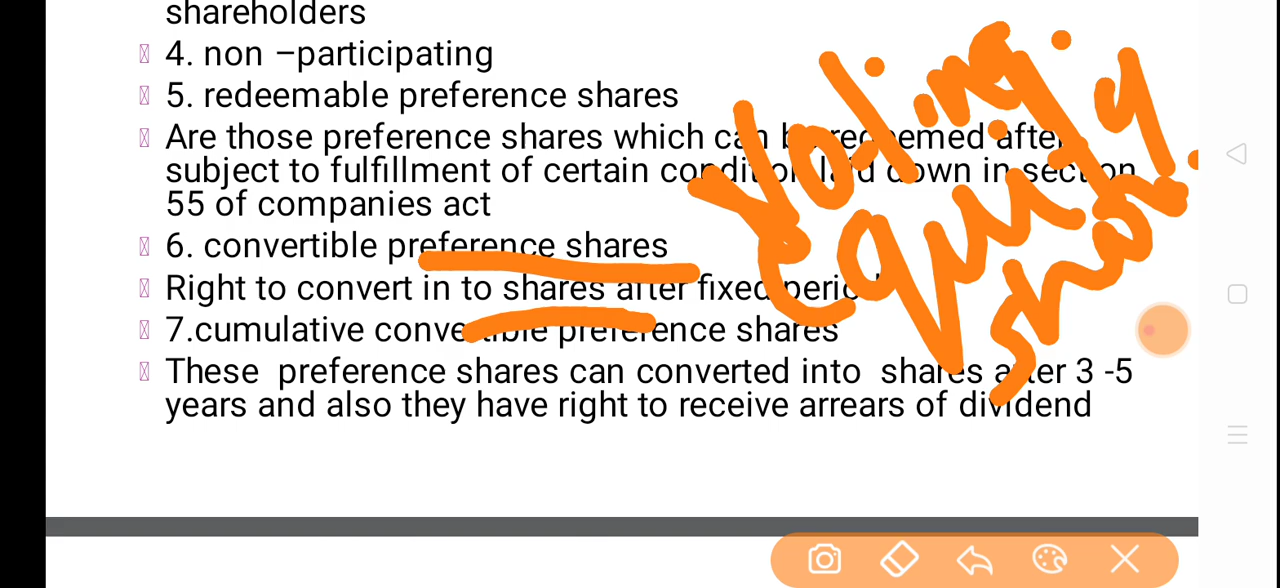 shareholders
4. non –participating
5. redeemable preference shares
Are those preference shares which can be redeemed after
subject to fulfillment of certain condition laid down in section
55 of companies act
6. convertible preference shares
Right to convert in to shares after fixed period
7.cumulative convertible preference shares
These preference shares can converted into shares after 3 -5
years and also they have right to receive arrears of dividend
Voting
equity
share